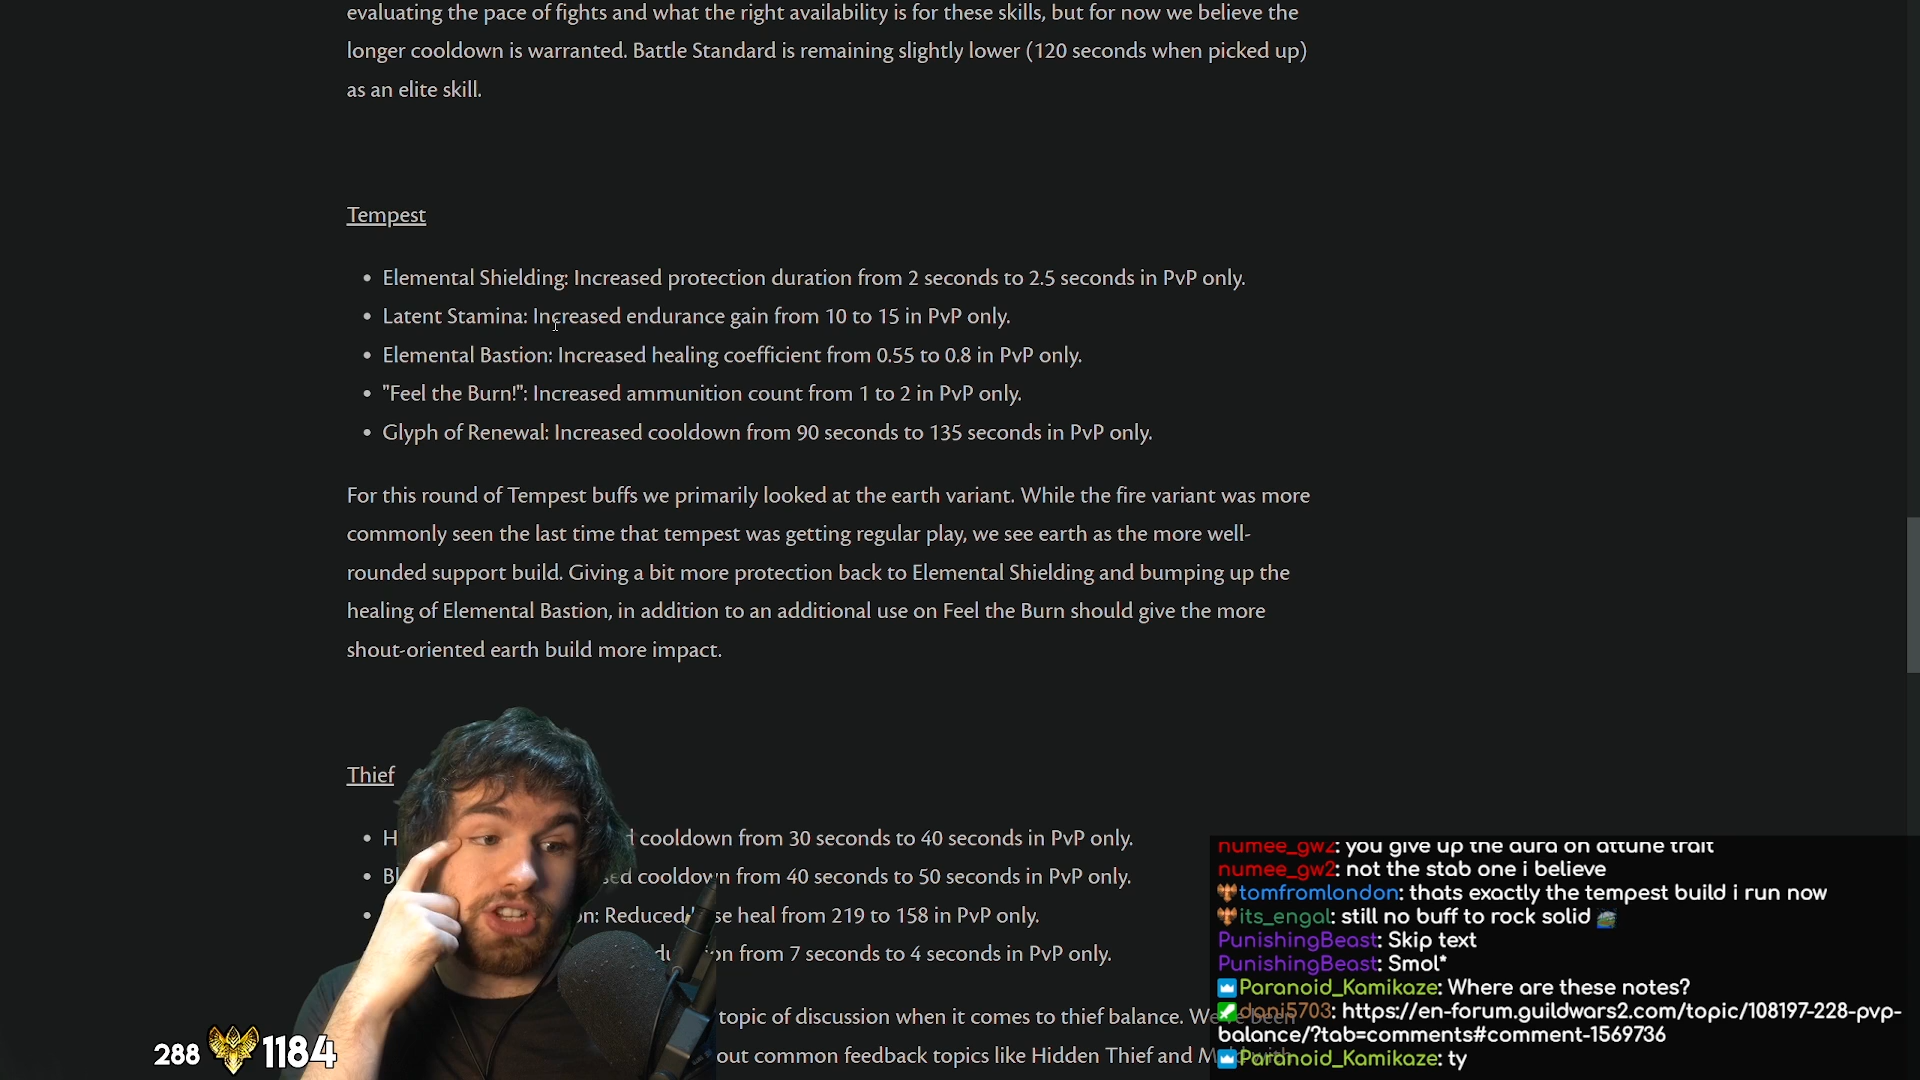 evaluating the pace of fights and what the right availability is for these skills, but for now we believe the
longer cooldown is warranted. Battle Standard is remaining slightly lower (120 seconds when picked up)
as an elite skill.
Tempest
• Elemental Shielding: Increased protection duration from 2 seconds to 2.5 seconds in PvP only.
• Latent Stamina: Increased endurance gain from 10 to 15 in PvP only.
• Elemental Bastion: Increased healing coefficient from 0.55 to 0.8 in PvP only.
• "Feel the Burn!": Increased ammunition count from 1 to 2 in PvP only.
• Glyph of Renewal: Increased cooldown from 90 seconds to 135 seconds in PvP only.
For this round of Tempest buffs we primarily looked at the earth variant. While the fire variant was more
commonly seen the last time that tempest was getting regular play, we see earth as the more well-
rounded support build. Giving a bit more protection back to Elemental Shielding and bumping up the
healing of Elemental Bastion, in addition to an additional use on Feel the Burn should give the more
shout-oriented earth build more impact.
Thief
cooldown from 30 seconds to 40 seconds in PvP only.
cooldown from 40 seconds to 50 seconds in PvP only.
Reduced heal from 219 to 158 in PvP only.
from 7 seconds to 4 seconds in PvP only.
topic of discussion when it comes to thief balance.
out common feedback topics like Hidden Thief and
288 1184
numee_gw2: you give up the aura on attune trait
numee_gw2: not the stab one i believe
tomfromlondon: thats exactly the tempest build i run now
its_engal: still no buff to rock solid
PunishingBeast: Skip text
PunishingBeast: Smol*
Paranoid_Kamikaze: Where are these notes?
doni5703: https://en-forum.guildwars2.com/topic/108197-228-pvp-
balance/?tab=comments#comment-1569736
Paranoid_Kamikaze: ty